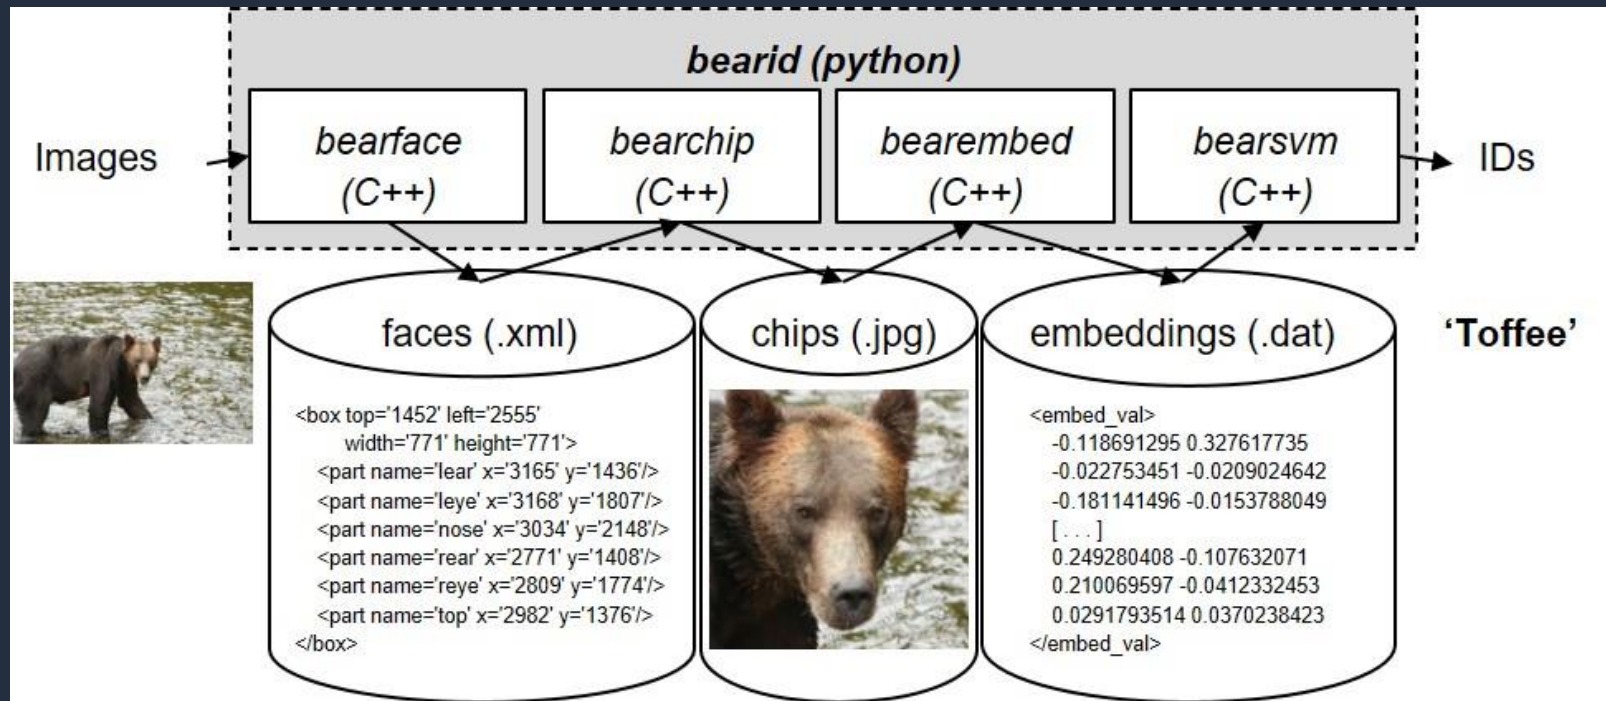 bearid (python)
Images
bearface
(C++)
bearchip
(C++)
bearembed
(C++)
bearsvm
(C++)
IDs
faces (.xml)
<box top='1452' left='2555'
width='771' height='771'>
<part name='lear' x='3165' y='1436'/>
<part name='leye' x='3168' y='1807'/>
<part name='nose' x='3034' y='2148'/>
<part name='rear' x='2771' y='1408'/>
<part name='reye' x='2809' y='1774'/>
<part name='top' x='2982' y='1376'/>
</box>
chips (.jpg)
embeddings (.dat)
<embed_val>
-0.118691295 0.327617735
-0.022753451 -0.0209024642
-0.181141496 -0.0153788049
[ . . . ]
0.249280408 -0.107632071
0.210069597 -0.0412332453
0.0291793514 0.0370238423
</embed_val>
‘Toffee’